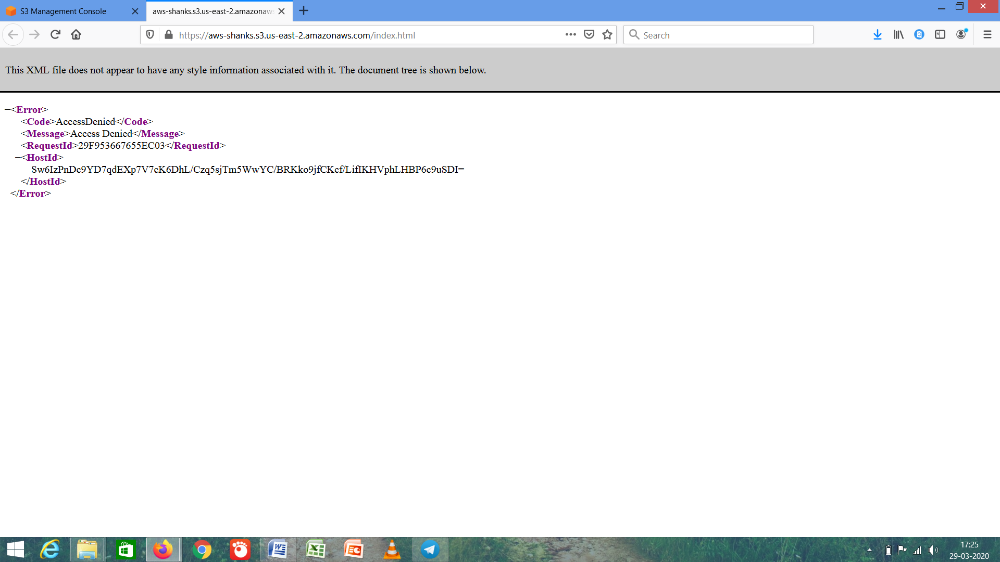 S3 Management Console
aws-shanks.s3.us-east-2.amazonaws
https://aws-shanks.s3.us-east-2.amazonaws.com/index.html
Search
This XML file does not appear to have any style information associated with it. The document tree is shown below.
−<Error>
<Code>AccessDenied</Code>
<Message>Access Denied</Message>
<RequestId>29F953667655EC03</RequestId>
−<HostId>
Sw6IzPnDc9YD7qdEXp7V7cK6DhL/Czq5sjTm5WwYC/BRKko9jfCKcf/LifIKHVphLHBP6c9uSDI=
</HostId>
</Error>
17:25
29-03-2020